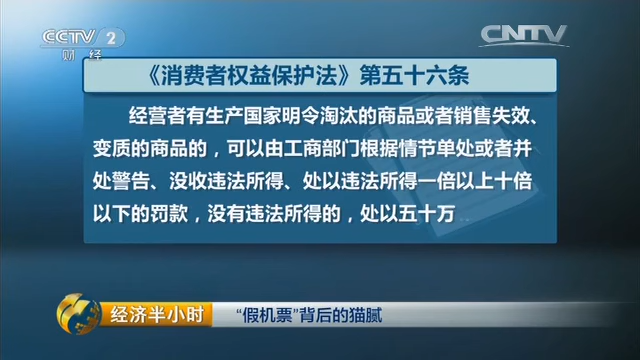 CCTV 2
财 经
CNTV
《消费者权益保护法》第五十六条
经营者有生产国家明令淘汰的商品或者销售失效、
变质的商品的，可以由工商部门根据情节单处或者并
处警告、没收违法所得、处以违法所得一倍以上十倍
以下的罚款，没有违法所得的，处以五十万
经济半小时
“假机票”背后的猫腻